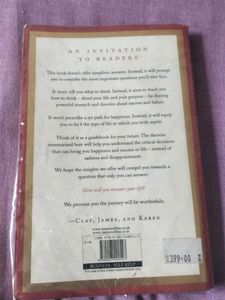 AN INVITATION
TO READERS
This book doesn't offer simplistic answers. Instead, it will prompt
you to consider the most important questions you'll ever face.
It won't tell you what to think. Instead, it aims to teach you
how to think – about your life and your purpose – by sharing
powerful research and theories about success and failure.
It won't prescribe a set path for happiness. Instead, it will equip
you to lead the type of life to which you truly aspire.
Think of it as a guidebook for your future. The theories
summarized here will help you understand the critical decisions
that can bring you happiness and success in life – instead of
sadness and disappointment.
We hope the insights we offer will compel you towards a
question that only you can answer:
How will you measure your life?
We promise you the journey will be worthwhile.
—CLAY, JAMES, AND KAREN
BUSINESS/SELF-HELP
₹399.00